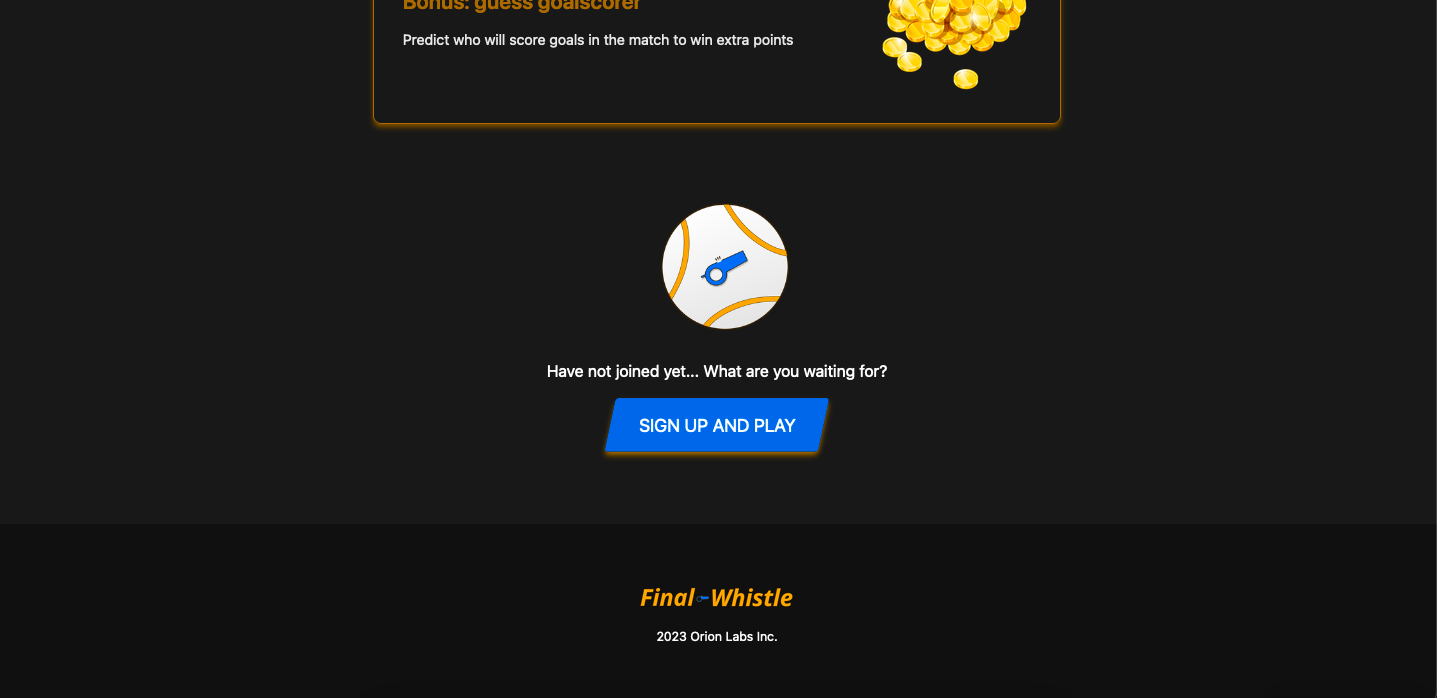 Bonus: guess goalscorer
Predict who will score goals in the match to win extra points
Have not joined yet... What are you waiting for?
SIGN UP AND PLAY
Final Whistle
2023 Orion Labs Inc.